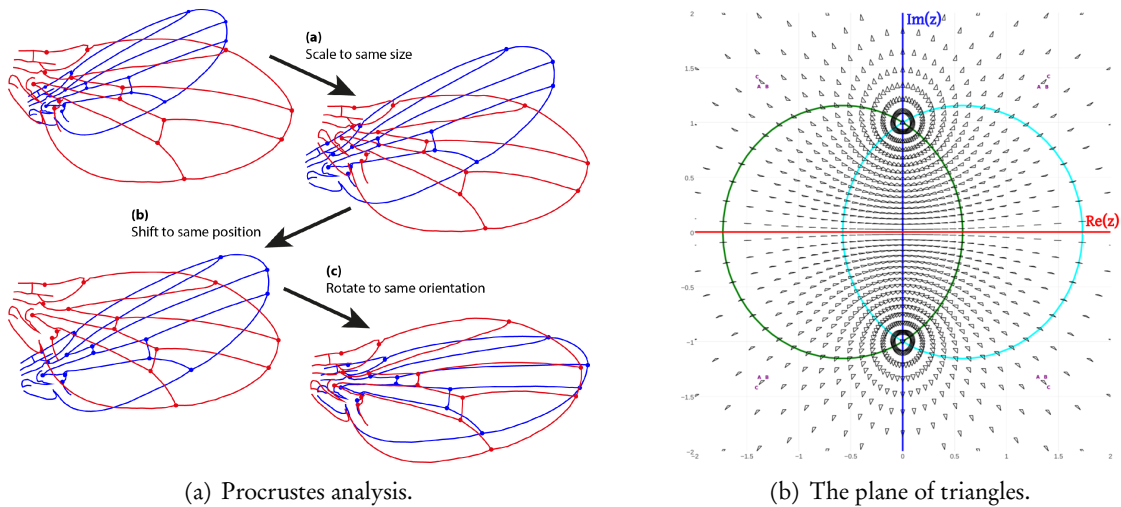 (a)
Scale to same size
(b)
Shift to same position
(c)
Rotate to same orientation
(a) Procrustes analysis.
Im(z)
Re(z)
2
1.5
1
0.5
0
−0.5
−1
−1.5
−2
−2
−1.5
−1
−0.5
0
0.5
1
1.5
2
C
A B
C
A B
A B
C
A B
C
(b) The plane of triangles.